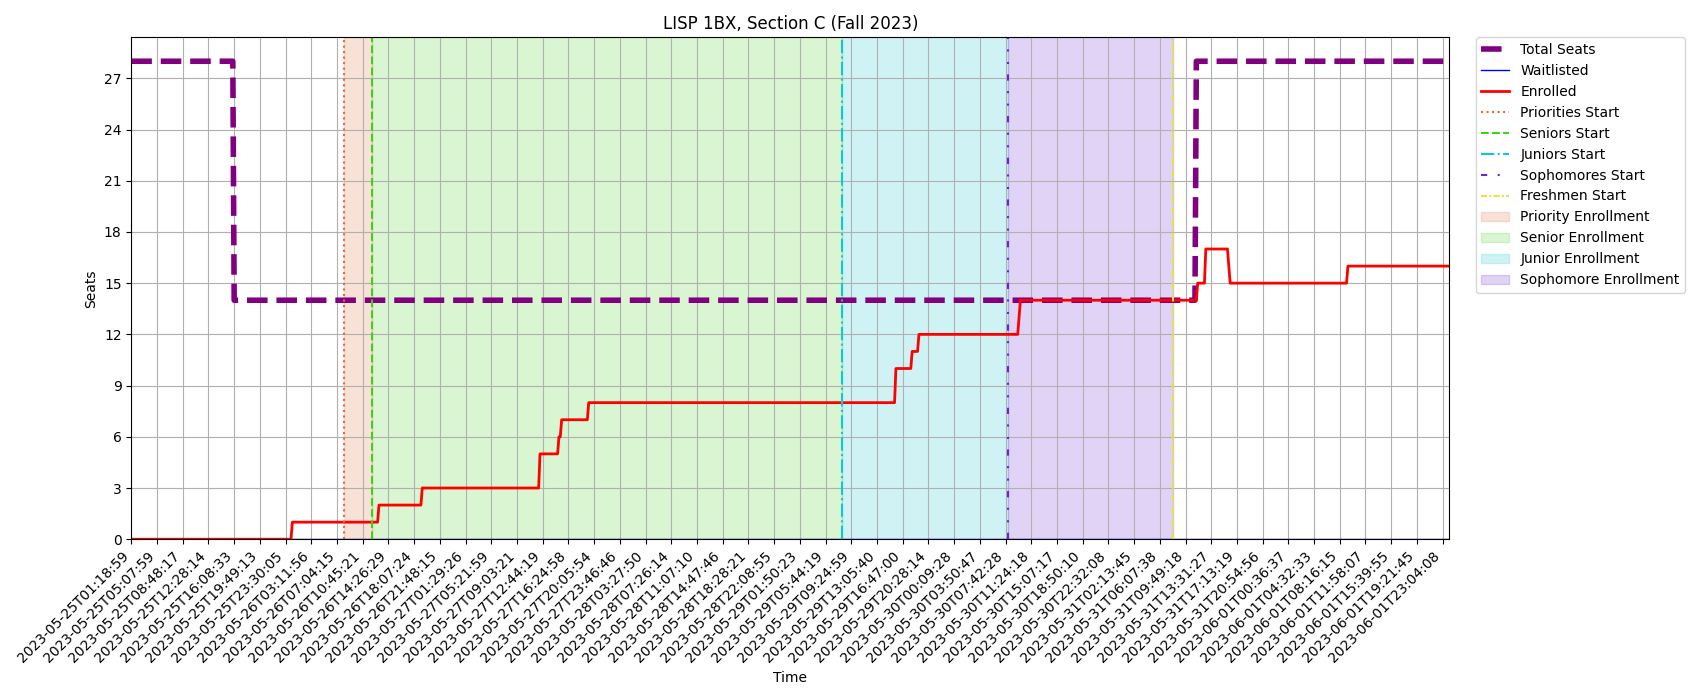 LISP 1BX, Section C (Fall 2023)
Total Seats
Waitlisted
Enrolled
Priorities Start
Seniors Start
Juniors Start
Sophomores Start
Freshmen Start
Priority Enrollment
Senior Enrollment
Junior Enrollment
Sophomore Enrollment
Seats
27
24
21
18
15
12
9
6
3
0
2023-05-25T01:18:59
2023-05-25T05:07:59
2023-05-25T08:48:17
2023-05-25T12:28:14
2023-05-25T16:08:33
2023-05-25T19:49:13
2023-05-25T23:30:05
2023-05-26T03:11:56
2023-05-26T07:04:15
2023-05-26T10:45:21
2023-05-26T14:26:29
2023-05-26T18:07:24
2023-05-26T21:48:15
2023-05-27T01:29:26
2023-05-27T05:21:59
2023-05-27T09:03:21
2023-05-27T12:44:19
2023-05-27T16:24:58
2023-05-27T20:05:54
2023-05-27T23:46:46
2023-05-28T03:27:50
2023-05-28T07:26:14
2023-05-28T11:07:10
2023-05-28T14:47:46
2023-05-28T18:28:21
2023-05-28T22:08:55
2023-05-29T01:50:23
2023-05-29T05:44:19
2023-05-29T09:24:59
2023-05-29T13:05:40
2023-05-29T16:47:00
2023-05-29T20:28:14
2023-05-30T00:09:28
2023-05-30T03:50:47
2023-05-30T07:42:28
2023-05-30T11:24:18
2023-05-30T15:07:17
2023-05-30T18:50:10
2023-05-30T22:32:08
2023-05-31T02:13:45
2023-05-31T06:07:38
2023-05-31T09:49:18
2023-05-31T13:31:27
2023-05-31T17:13:19
2023-05-31T20:54:56
2023-06-01T00:36:37
2023-06-01T04:32:33
2023-06-01T08:16:15
2023-06-01T11:58:07
2023-06-01T15:39:55
2023-06-01T19:21:45
2023-06-01T23:04:08
Time